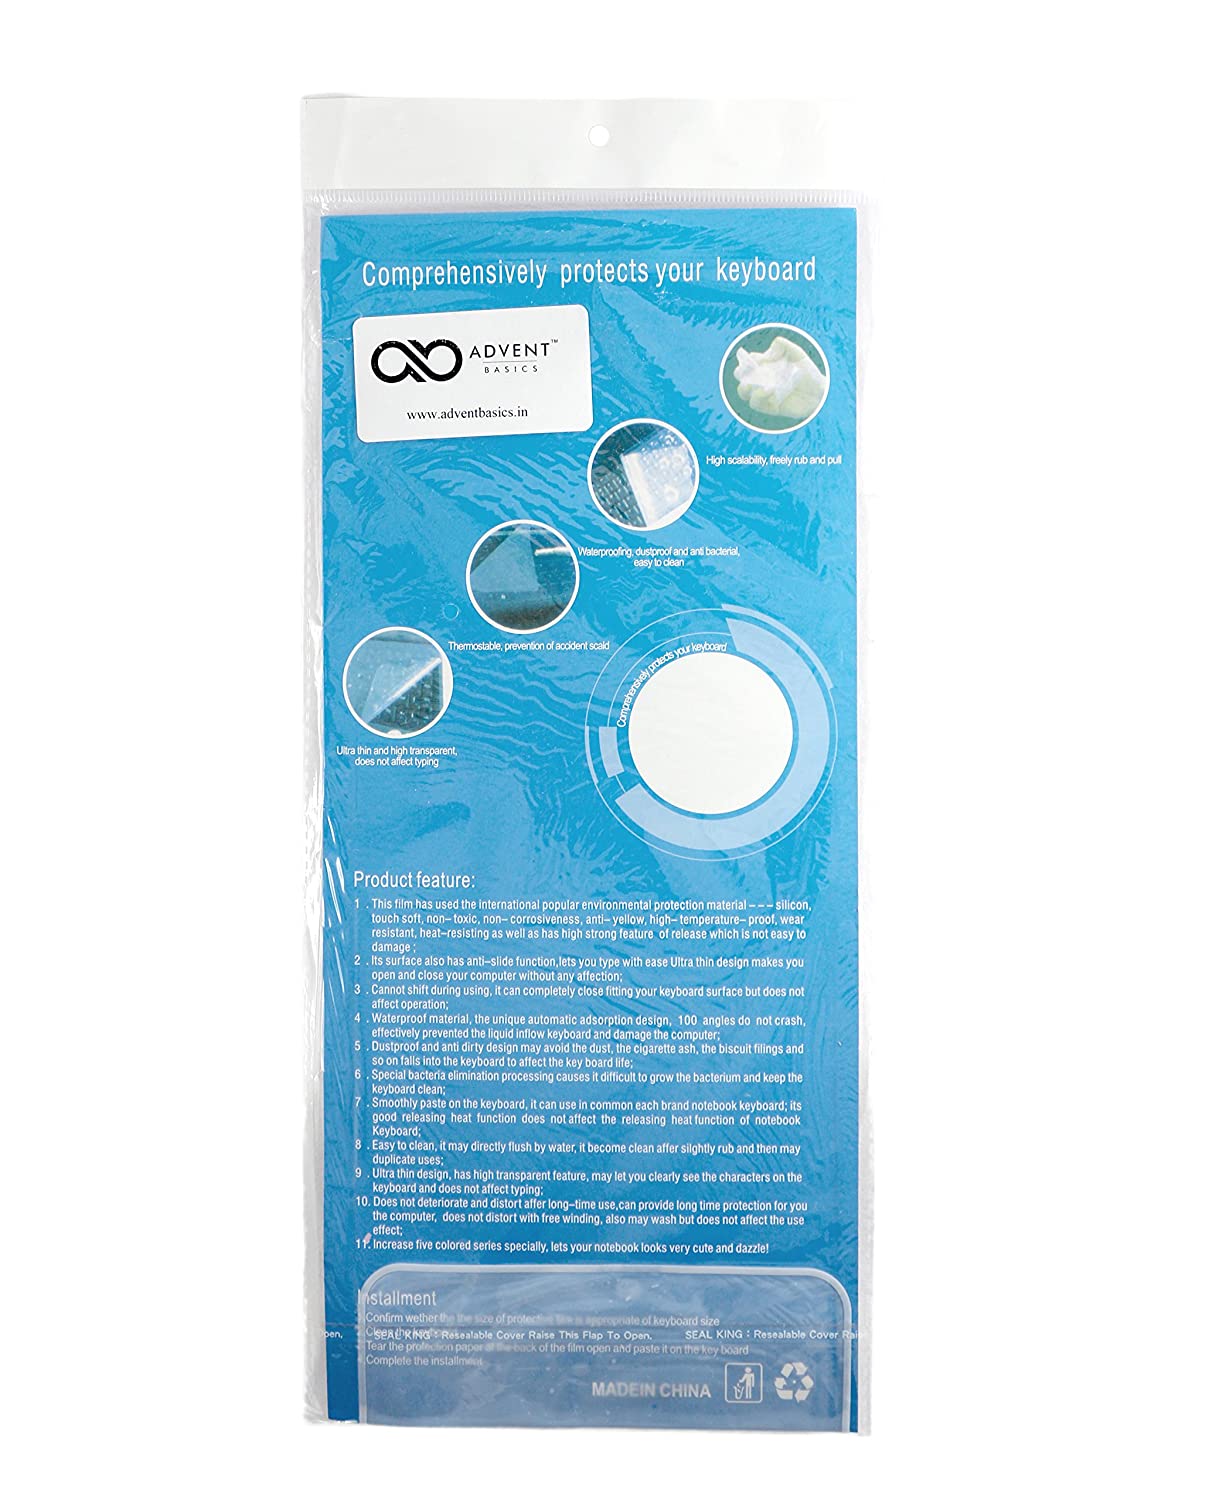 Comprehensively protects your keyboard
ADVENT™
BASICS
www.adventbasics.in
High scalability, freely rub and pull
Waterproofing, dustproof and anti bacterial,
easy to clean
Thermostable, prevention of accident scald
Comprehensively protects your keyboard
Ultra thin and high transparent,
does not affect typing
Product feature:
1 . This film has used the international popular environmental protection material – – – silicon,
touch soft, non– toxic, non– corrosiveness, anti– yellow, high– temperature– proof, wear
resistant, heat–resisting as well as has high strong feature of release which is not easy to
damage ;
2 . Its surface also has anti–slide function,lets you type with ease Ultra thin design makes you
open and close your computer without any affection;
3 . Cannot shift during using, it can completely close fitting your keyboard surface but does not
affect operation;
4 . Waterproof material, the unique automatic adsorption design, 100 angles do not crash,
effectively prevented the liquid inflow keyboard and damage the computer;
5 . Dustproof and anti dirty design may avoid the dust, the cigarette ash, the biscuit filings and
so on falls into the keyboard to affect the key board life;
6 . Special bacteria elimination processing causes it difficult to grow the bacterium and keep the
keyboard clean;
7 . Smoothly paste on the keyboard, it can use in common each brand notebook keyboard; its
good releasing heat function does not affect the releasing heat function of notebook
Keyboard;
8 . Easy to clean, it may directly flush by water, it become clean affer silghtly rub and then may
duplicate uses;
9 . Ultra thin design, has high transparent feature, may let you clearly see the characters on the
keyboard and does not affect typing;
10. Does not deteriorate and distort affer long–time use,can provide long time protection for you
the computer, does not distort with free winding, also may wash but does not affect the use
effect;
11. Increase five colored series specially, lets your notebook looks very cute and dazzle!
Installment
Confirm wether the the size of protective film is appropriate of keyboard size
pen. SEAL KING : Resealable Cover Raise This Flap To Open. SEAL KING : Resealable Cover Rai
Tear the protection paper at the back of the film open and paste it on the key board
Complete the installment
MADEIN CHINA